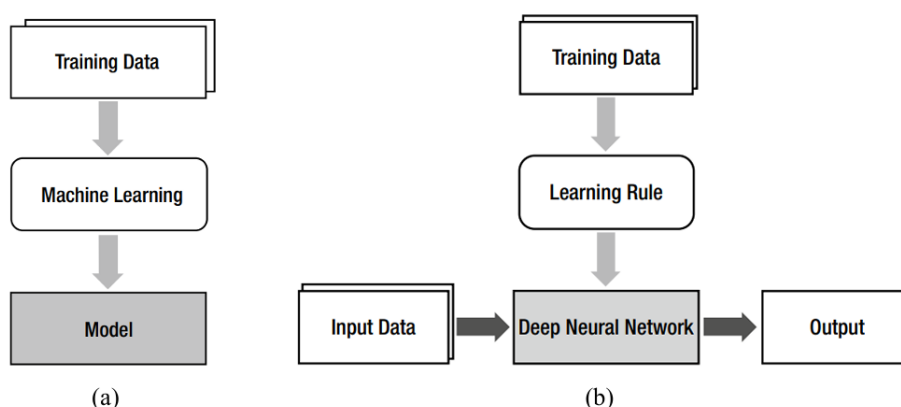 Training Data
Machine Learning
Model
(a)
Training Data
Learning Rule
Input Data
Deep Neural Network
Output
(b)